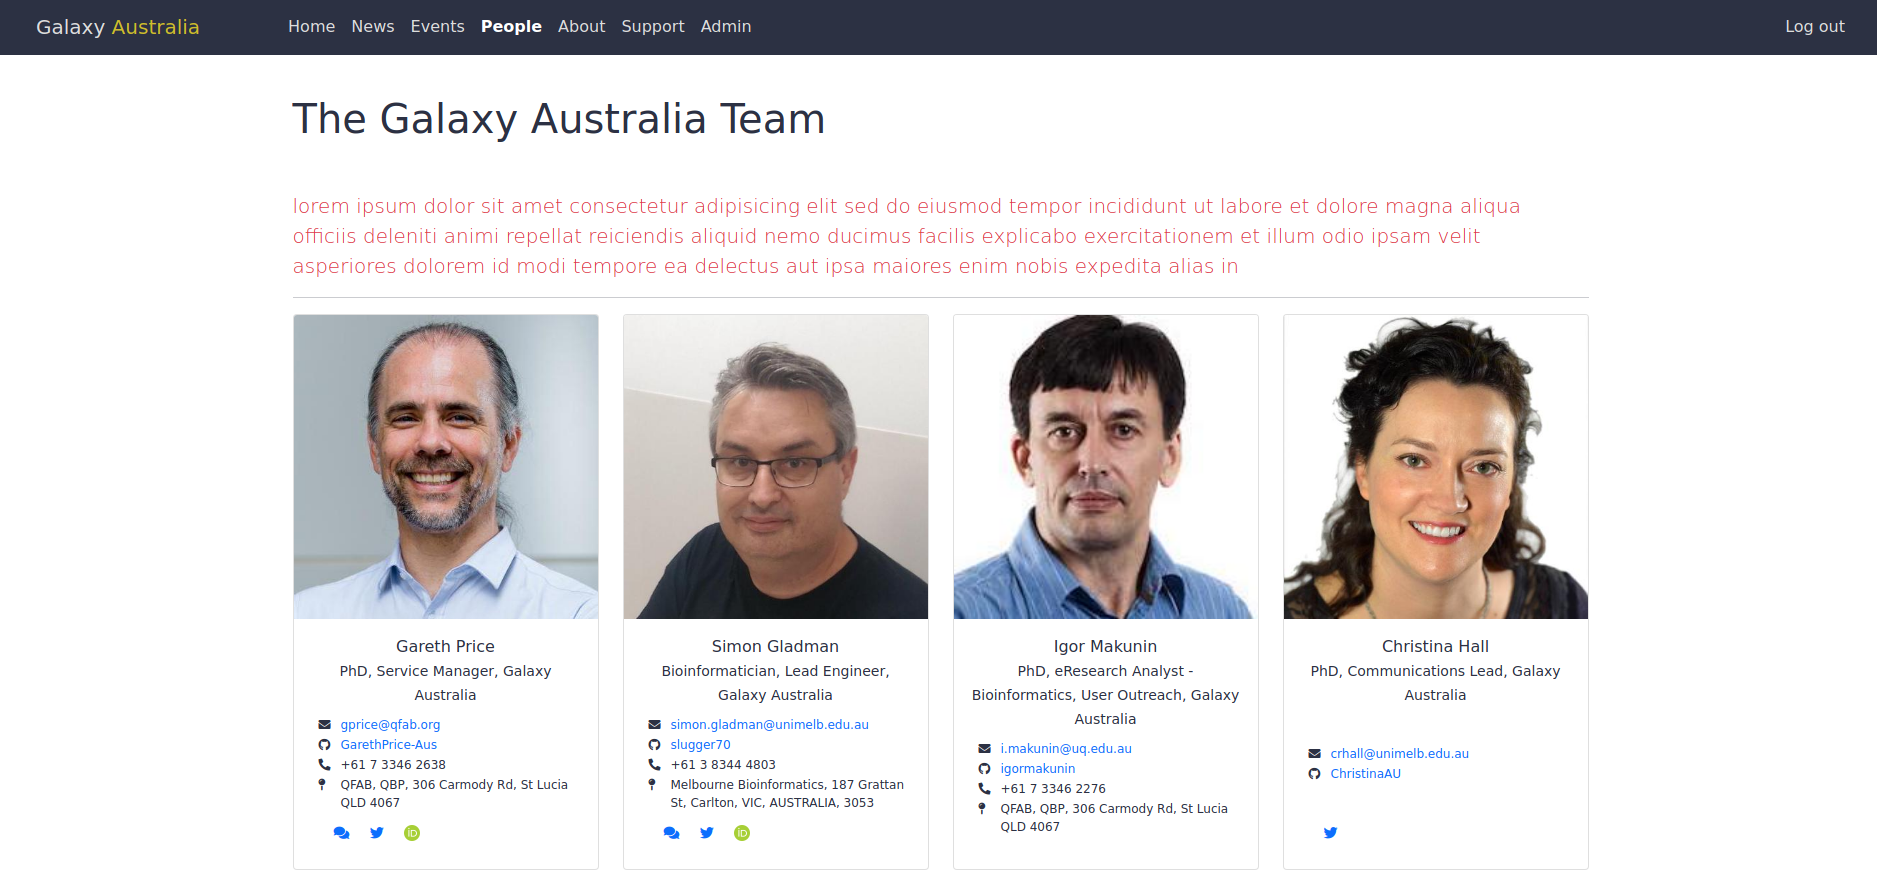 Galaxy Australia Home News Events People About Support Admin Log out
The Galaxy Australia Team
lorem ipsum dolor sit amet consectetur adipisicing elit sed do eiusmod tempor incididunt ut labore et dolore magna aliqua
officiis deleniti animi repellat reiciendis aliquid nemo ducimus facilis explicabo exercitationem et illum odio ipsam velit
asperiores dolorem id modi tempore ea delectus aut ipsa maiores enim nobis expedita alias in
Gareth Price
PhD, Service Manager, Galaxy
Australia
gprice@qfab.org
GarethPrice-Aus
+61 7 3346 2638
QFAB, QBP, 306 Carmody Rd, St Lucia
QLD 4067
iD
Simon Gladman
Bioinformatician, Lead Engineer,
Galaxy Australia
simon.gladman@unimelb.edu.au
slugger70
+61 3 8344 4803
Melbourne Bioinformatics, 187 Grattan
St, Carlton, VIC, AUSTRALIA, 3053
iD
Igor Makunin
PhD, eResearch Analyst -
Bioinformatics, User Outreach, Galaxy
Australia
i.makunin@uq.edu.au
igormakunin
+61 7 3346 2276
QFAB, QBP, 306 Carmody Rd, St Lucia
QLD 4067
Christina Hall
PhD, Communications Lead, Galaxy
Australia
crhall@unimelb.edu.au
ChristinaAU